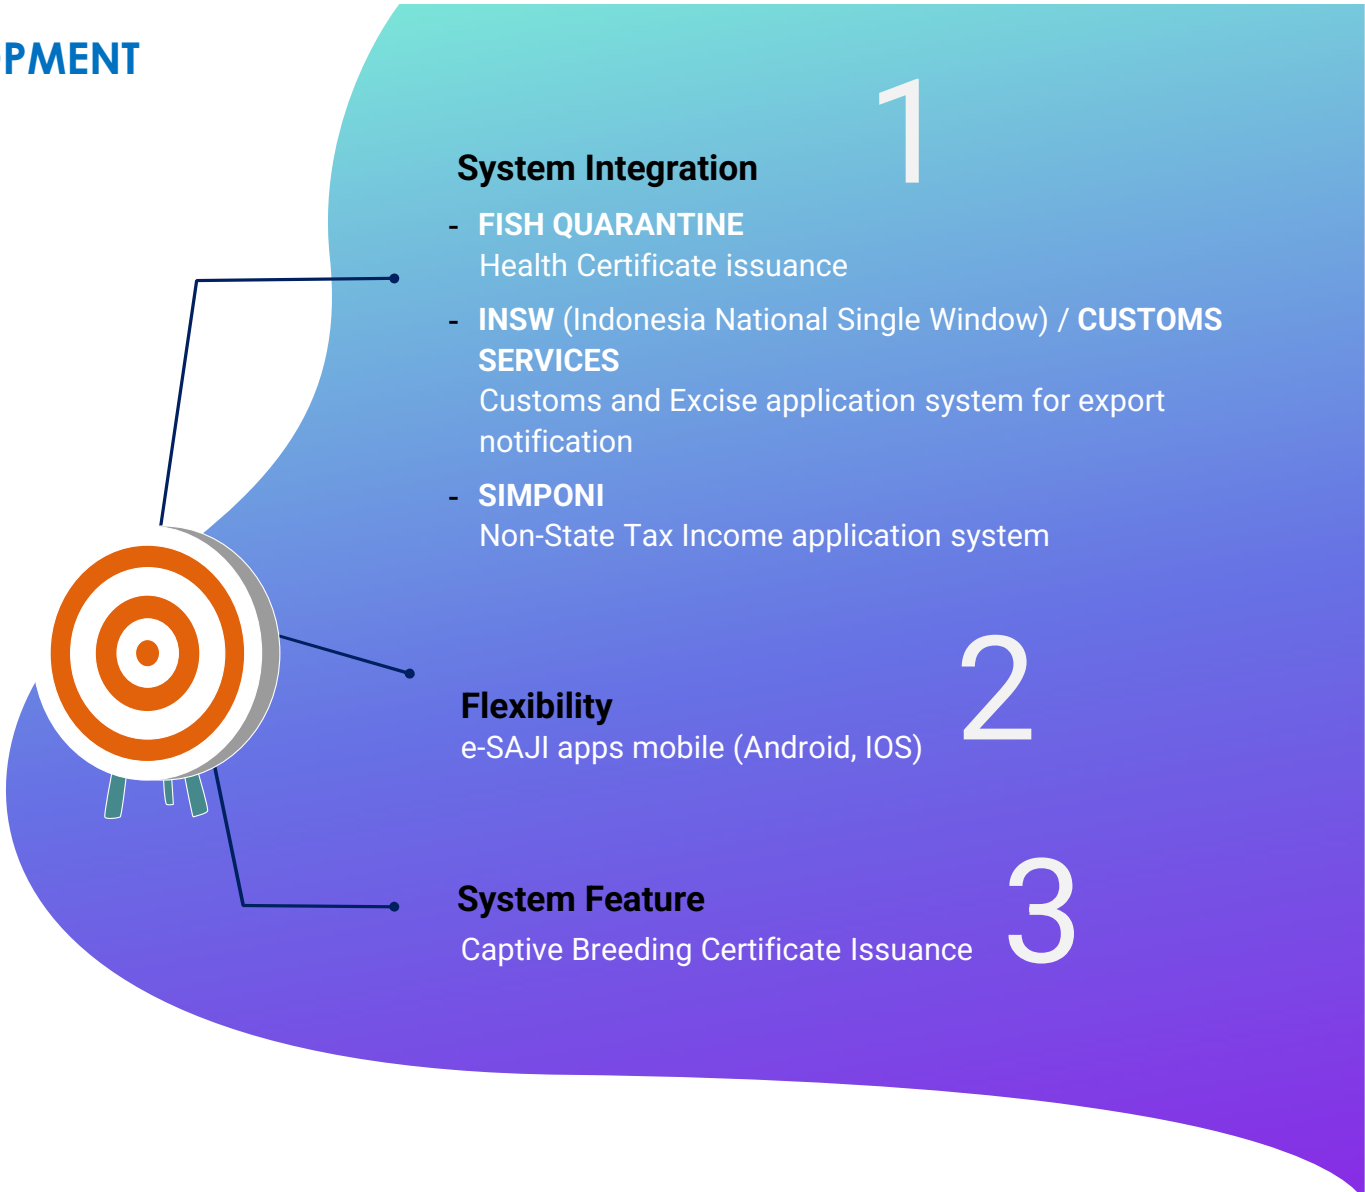 OPMENT
1
System Integration
- FISH QUARANTINE
Health Certificate issuance
- INSW (Indonesia National Single Window) / CUSTOMS
SERVICES
Customs and Excise application system for export
notification
- SIMPONI
Non-State Tax Income application system
2
Flexibility
e-SAJI apps mobile (Android, IOS)
3
System Feature
Captive Breeding Certificate Issuance